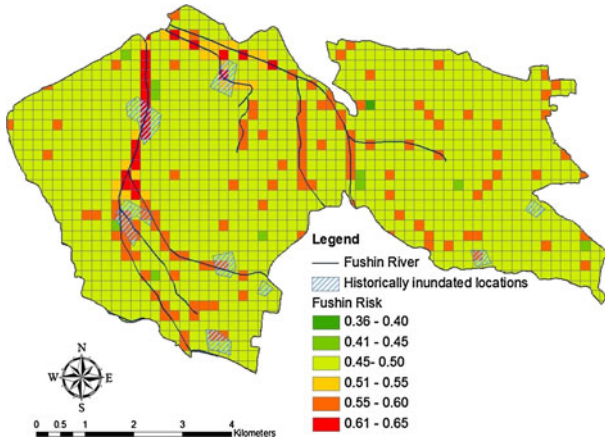 Legend
Fushin River
Historically inundated locations
Fushin Risk
0.36 - 0.40
0.41 - 0.45
0.45- 0.50
0.51 - 0.55
0.55 - 0.60
0.61 - 0.65
N
W E
S
0 0.5 1 2 3 4
Kilometers